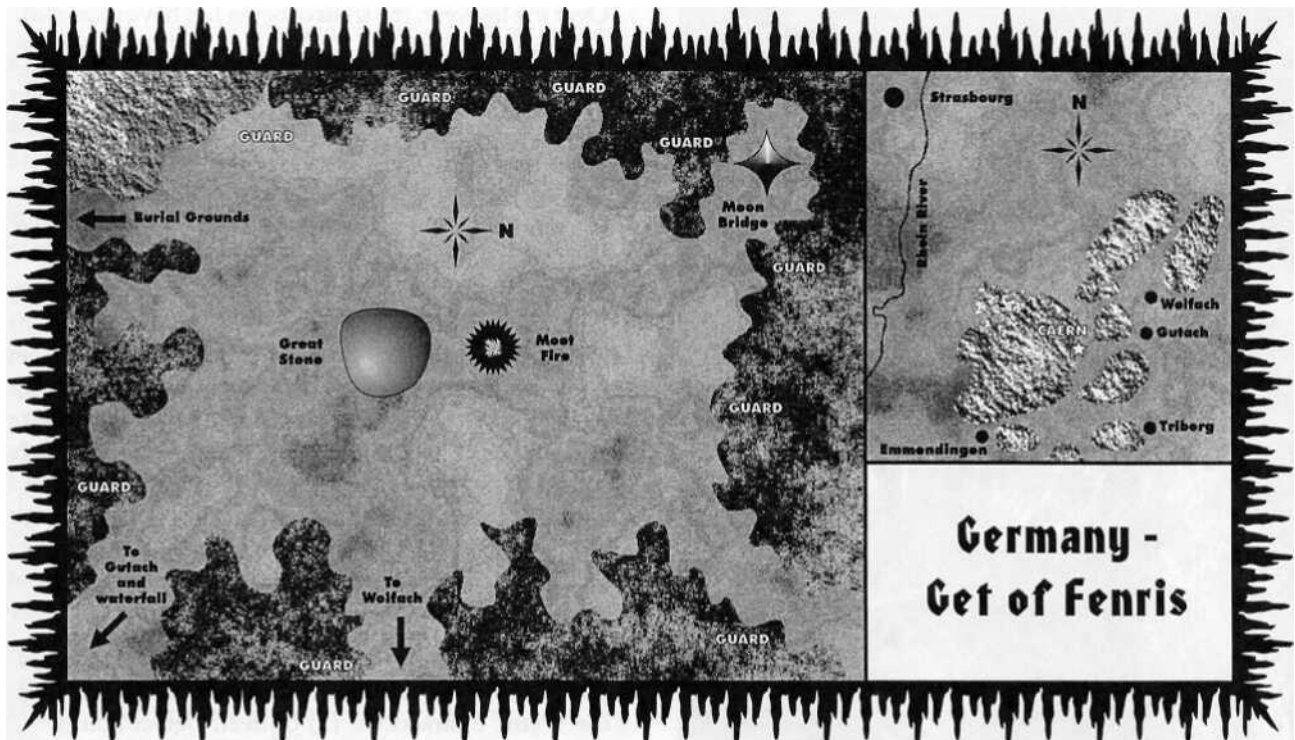 GUARD
GUARD
GUARD
GUARD
Burial Grounds
N
Moon
Bridge
GUARD
Great
Stone
Moot
Fire
GUARD
GUARD
To
Gutach
and
waterfall
To
Wolfach
GUARD
GUARD
Strasbourg
N
Rhein River
Wolfach
CAERN
Gutach
Triberg
Emmendingen
Germany -
Get of Fenris